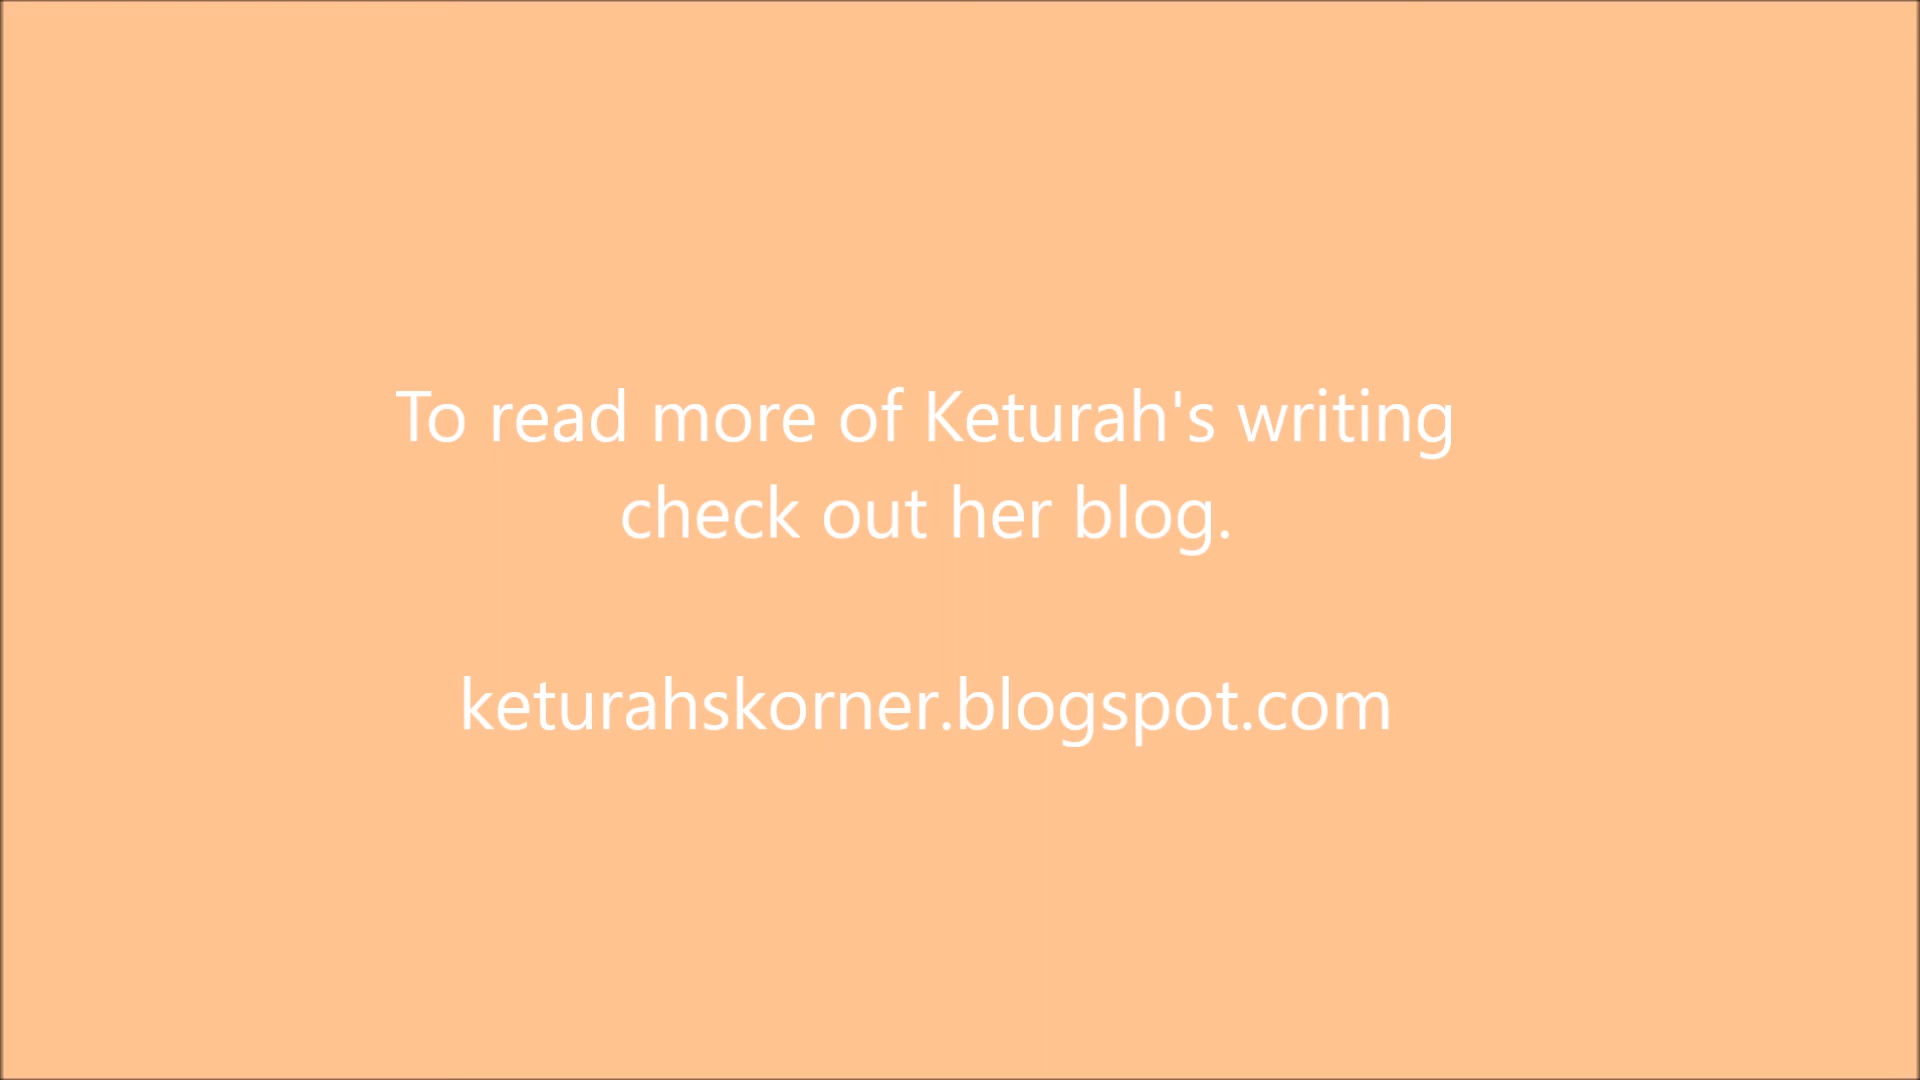 To read more of Keturah's writing
check out her blog.
keturahskorner.blogspot.com